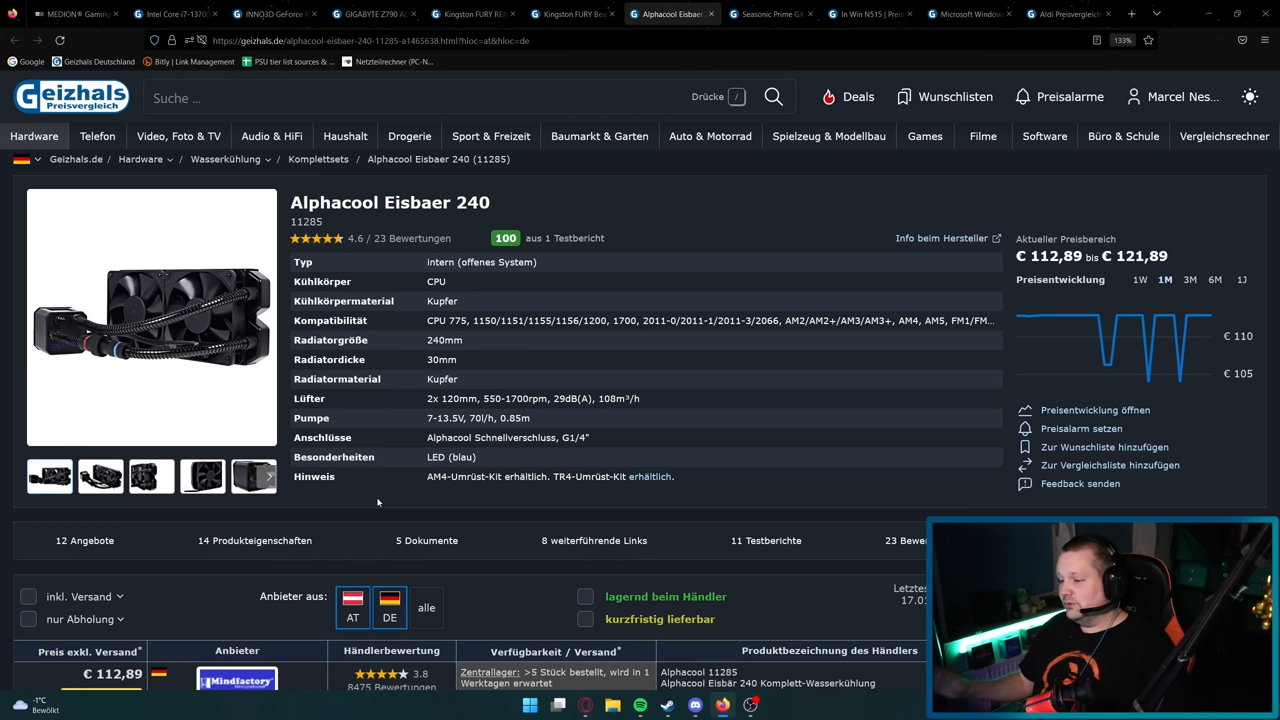 MEDION® Gaming
Intel Core i7-13700
INNO3D GeForce R
GIGABYTE Z790 A
Kingston FURY REN
Kingston FURY Bea
Alphacool Eisbaer
Seasonic Prime GX
In Win N515 | Preis
Microsoft Window
Aldi Preisvergleich
https://geizhals.de/alphacool-eisbaer-240-11285-a1465638.html?hloc=at&hloc=de
133%
Google
Geizhals Deutschland
Bitly | Link Management
PSU tier list sources & ...
Netzteilrechner (PC-N...
Geizhals
Preisvergleich
Suche ...
Drücke /
Deals
Wunschlisten
Preisalarme
Marcel Nes...
Hardware
Telefon
Video, Foto & TV
Audio & HiFi
Haushalt
Drogerie
Sport & Freizeit
Baumarkt & Garten
Auto & Motorrad
Spielzeug & Modellbau
Games
Filme
Software
Büro & Schule
Vergleichsrechner
Geizhals.de / Hardware / Wasserkühlung / Komplettsets / Alphacool Eisbaer 240 (11285)
Alphacool Eisbaer 240
11285
4.6 / 23 Bewertungen
100 aus 1 Testbericht
Info beim Hersteller
Typ intern (offenes System)
Kühlkörper CPU
Kühlkörpermaterial Kupfer
Kompatibilität CPU 775, 1150/1151/1155/1156/1200, 1700, 2011-0/2011-1/2011-3/2066, AM2/AM2+/AM3/AM3+, AM4, AM5, FM1/FM...
Radiatorgröße 240mm
Radiatordicke 30mm
Radiatormaterial Kupfer
Lüfter 2x 120mm, 550-1700rpm, 29dB(A), 108m³/h
Pumpe 7-13.5V, 70l/h, 0.85m
Anschlüsse Alphacool Schnellverschluss, G1/4"
Besonderheiten LED (blau)
Hinweis AM4-Umrüst-Kit erhältlich. TR4-Umrüst-Kit erhältlich.
Aktueller Preisbereich
€ 112,89 bis € 121,89
Preisentwicklung 1W 1M 3M 6M 1J
€ 110
€ 105
Preisentwicklung öffnen
Preisalarm setzen
Zur Wunschliste hinzufügen
Zur Vergleichsliste hinzufügen
Feedback senden
12 Angebote
14 Produkteigenschaften
5 Dokumente
8 weiterführende Links
11 Testberichte
23 Bewe
inkl. Versand
nur Abholung
Anbieter aus:
AT
DE
alle
lagernd beim Händler
kurzfristig lieferbar
Letztes
17.03
Preis exkl. Versand*
Anbieter
Händlerbewertung
Verfügbarkeit / Versand*
Produktbezeichnung des Händlers
€ 112,89
Mindfactory
3.8
8475 Bewertungen
Zentrallager: >5 Stück bestellt, wird in 1
Werktagen erwartet
Alphacool 11285
Alphacool Eisbär 240 Komplett-Wasserkühlung
-1°C
Bewölkt